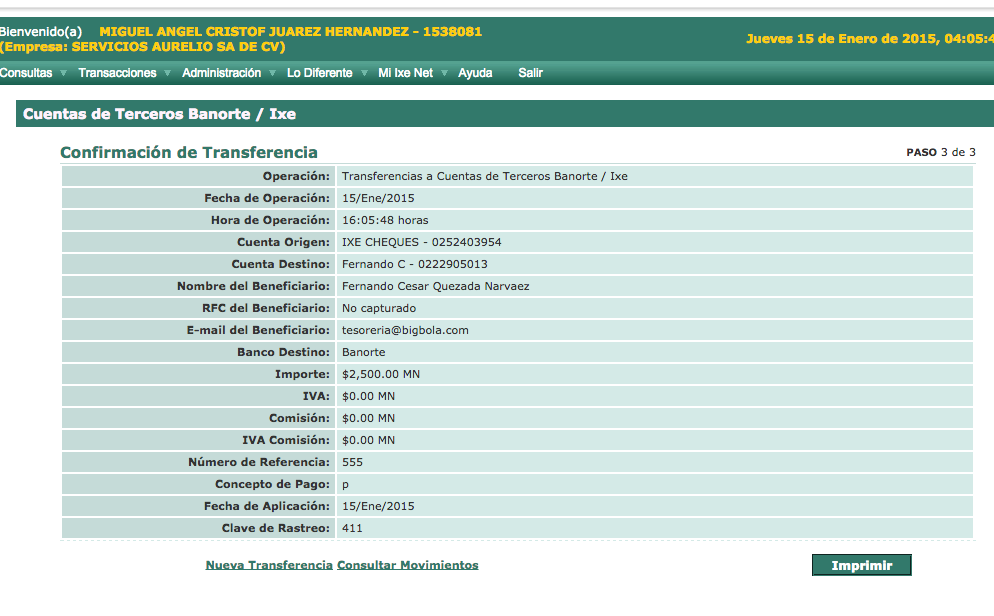 Bienvenido(a) MIGUEL ANGEL CRISTOF JUAREZ HERNANDEZ - 1538081
(Empresa: SERVICIOS AURELIO SA DE CV)
Jueves 15 de Enero de 2015, 04:05:4
Consultas Transacciones Administración Lo Diferente Mi Ixe Net Ayuda Salir
Cuentas de Terceros Banorte / Ixe
Confirmación de Transferencia PASO 3 de 3
Operación: Transferencias a Cuentas de Terceros Banorte / Ixe
Fecha de Operación: 15/Ene/2015
Hora de Operación: 16:05:48 horas
Cuenta Origen: IXE CHEQUES - 0252403954
Cuenta Destino: Fernando C - 0222905013
Nombre del Beneficiario: Fernando Cesar Quezada Narvaez
RFC del Beneficiario: No capturado
E-mail del Beneficiario: tesoreria@bigbola.com
Banco Destino: Banorte
Importe: $2,500.00 MN
IVA: $0.00 MN
Comisión: $0.00 MN
IVA Comisión: $0.00 MN
Número de Referencia: 555
Concepto de Pago: p
Fecha de Aplicación: 15/Ene/2015
Clave de Rastreo: 411
Nueva Transferencia Consultar Movimientos Imprimir